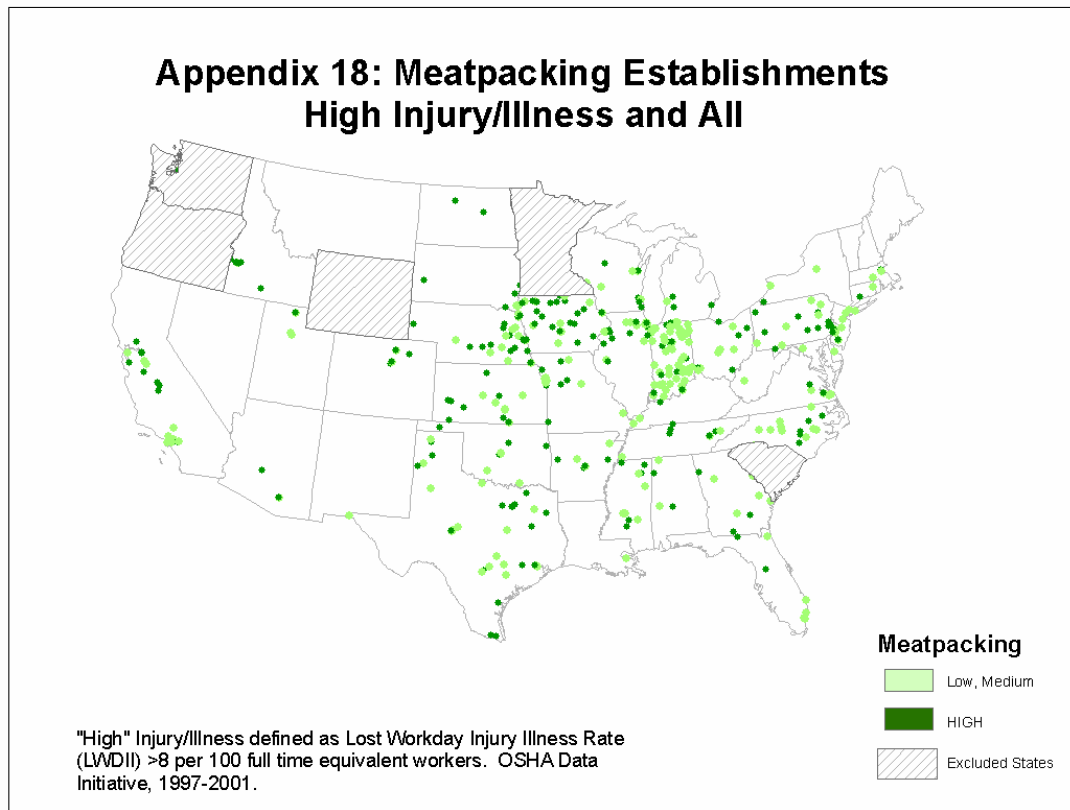 Appendix 18: Meatpacking Establishments
High Injury/Illness and All
Meatpacking
Low, Medium
HIGH
Excluded States
"High" Injury/Illness defined as Lost Workday Injury Illness Rate
(LWDII) >8 per 100 full time equivalent workers.  OSHA Data
Initiative, 1997-2001.